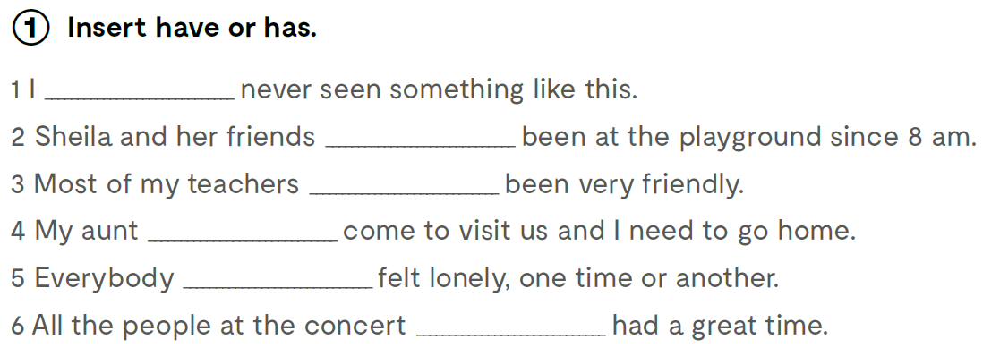 1 Insert have or has.
1 I ______________ never seen something like this.
2 Sheila and her friends ______________ been at the playground since 8 am.
3 Most of my teachers ______________ been very friendly.
4 My aunt ______________ come to visit us and I need to go home.
5 Everybody ______________ felt lonely, one time or another.
6 All the people at the concert ______________ had a great time.